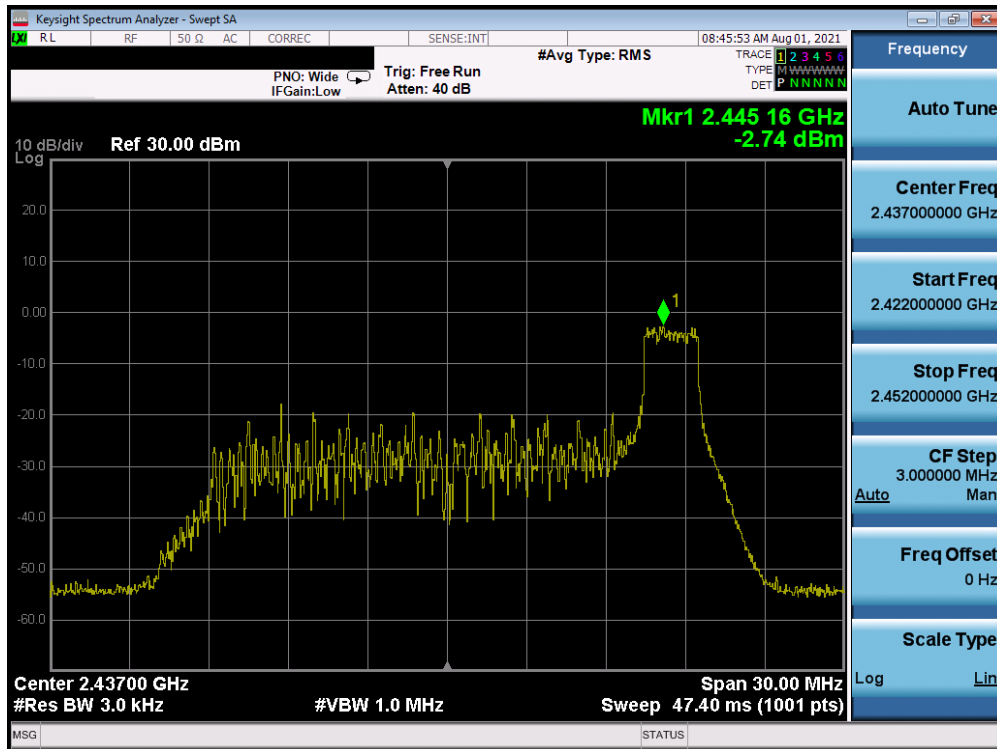 Keysight Spectrum Analyzer - Swept SA
LXI RL RF 50 Ω AC CORREC SENSE:INT 08:45:53 AM Aug 01, 2021
PNO: Wide Trig: Free Run #Avg Type: RMS TRACE 1 2 3 4 5 6
IFGain:Low Atten: 40 dB TYPE M WWWWW
DET P N N N N N
Mkr1 2.445 16 GHz
-2.74 dBm
10 dB/div Ref 30.00 dBm
Log
20.0
10.0
0.00
-10.0
-20.0
-30.0
-40.0
-50.0
-60.0
1
Center 2.43700 GHz Span 30.00 MHz
#Res BW 3.0 kHz #VBW 1.0 MHz Sweep 47.40 ms (1001 pts)
MSG STATUS
Frequency
Auto Tune
Center Freq
2.437000000 GHz
Start Freq
2.422000000 GHz
Stop Freq
2.452000000 GHz
CF Step
3.000000 MHz
Auto Man
Freq Offset
0 Hz
Scale Type
Log Lin